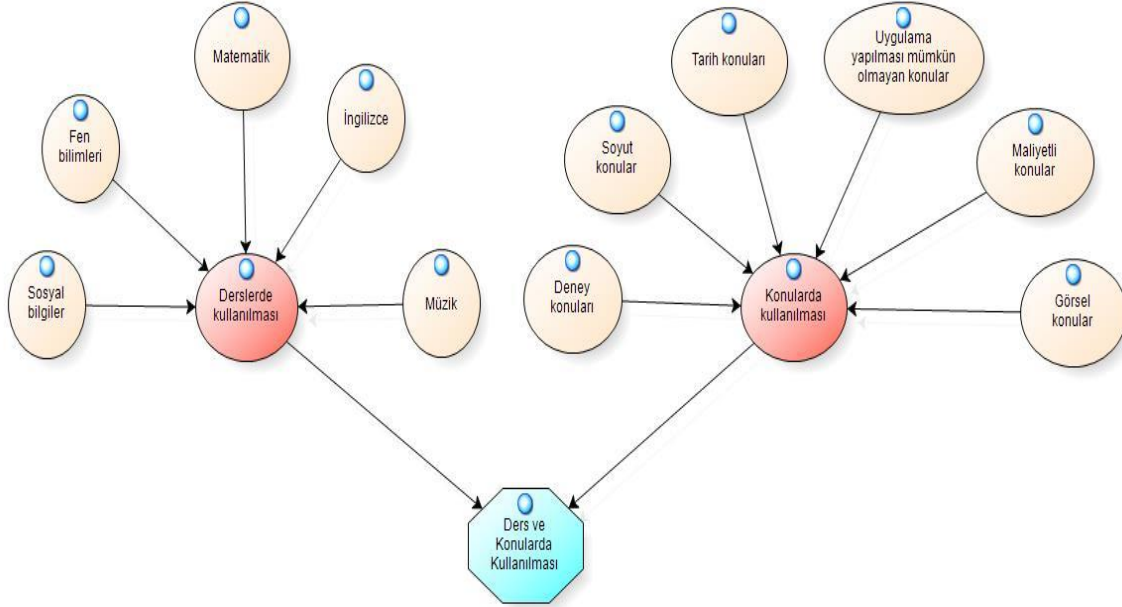 Matematik
Fen
bilimleri
İngilizce
Sosyal
bilgiler
Derslerde
kullanılması
Müzik
Tarih konuları
Uygulama
yapılması mümkün
olmayan konular
Soyut
konular
Maliyetli
konular
Deney
konuları
Konularda
kullanılması
Görsel
konular
Ders ve
Konularda
Kullanılması